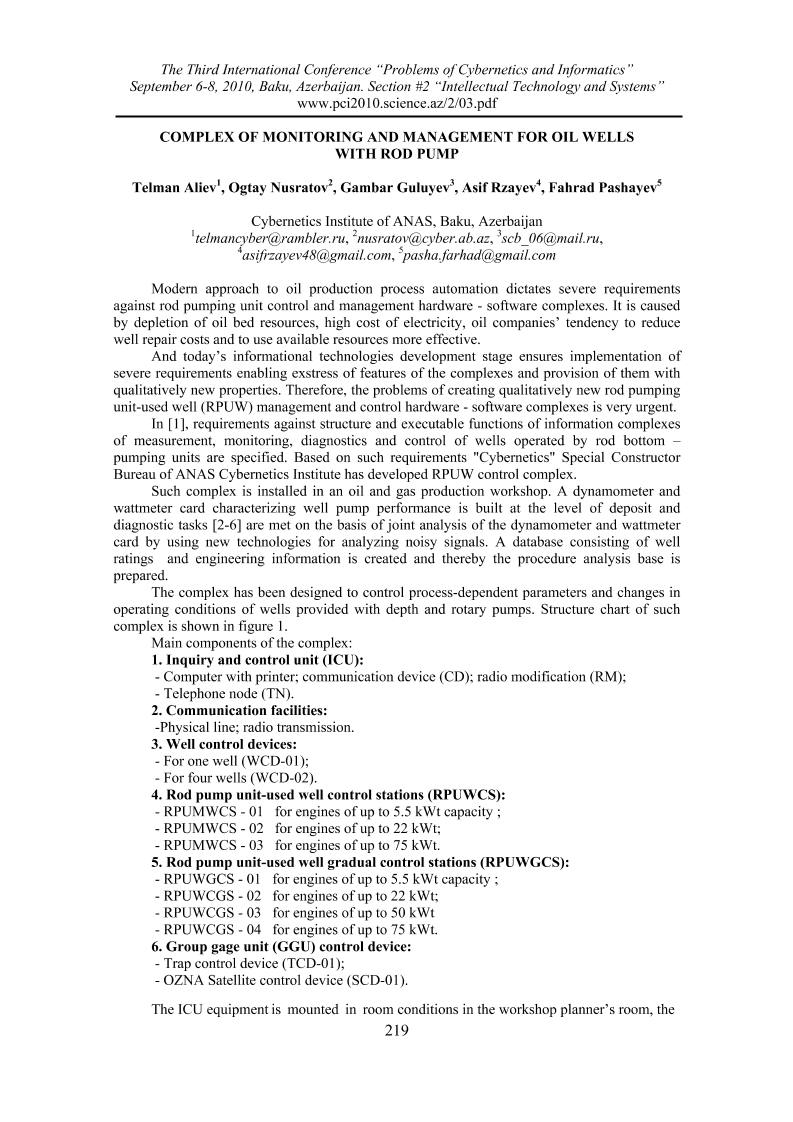 The Third International Conference “Problems of Cybernetics and Informatics”
September 6-8, 2010, Baku, Azerbaijan. Section #2 “Intellectual Technology and Systems”
www.pci2010.science.az/2/03.pdf
COMPLEX OF MONITORING AND MANAGEMENT FOR OIL WELLS
WITH ROD PUMP
Telman Aliev1, Ogtay Nusratov2, Gambar Guluyev3, Asif Rzayev4, Fahrad Pashayev5
Cybernetics Institute of ANAS, Baku, Azerbaijan
1telmancyber@rambler.ru, 2nusratov@cyber.ab.az, 3scb_06@mail.ru,
4asifrzayev48@gmail.com, 5pasha.farhad@gmail.com
Modern approach to oil production process automation dictates severe requirements
against rod pumping unit control and management hardware - software complexes. It is caused
by depletion of oil bed resources, high cost of electricity, oil companies’ tendency to reduce
well repair costs and to use available resources more effective.
And today’s informational technologies development stage ensures implementation of
severe requirements enabling exstress of features of the complexes and provision of them with
qualitatively new properties. Therefore, the problems of creating qualitatively new rod pumping
unit-used well (RPUW) management and control hardware - software complexes is very urgent.
In [1], requirements against structure and executable functions of information complexes
of measurement, monitoring, diagnostics and control of wells operated by rod bottom –
pumping units are specified. Based on such requirements "Cybernetics" Special Constructor
Bureau of ANAS Cybernetics Institute has developed RPUW control complex.
Such complex is installed in an oil and gas production workshop. A dynamometer and
wattmeter card characterizing well pump performance is built at the level of deposit and
diagnostic tasks [2-6] are met on the basis of joint analysis of the dynamometer and wattmeter
card by using new technologies for analyzing noisy signals. A database consisting of well
ratings and engineering information is created and thereby the procedure analysis base is
prepared.
The complex has been designed to control process-dependent parameters and changes in
operating conditions of wells provided with depth and rotary pumps. Structure chart of such
complex is shown in figure 1.
Main components of the complex:
1. Inquiry and control unit (ICU):
- Computer with printer; communication device (CD); radio modification (RM);
- Telephone node (TN).
2. Communication facilities:
-Physical line; radio transmission.
3. Well control devices:
- For one well (WCD-01);
- For four wells (WCD-02).
4. Rod pump unit-used well control stations (RPUWCS):
- RPUMWCS - 01 for engines of up to 5.5 kWt capacity ;
- RPUMWCS - 02 for engines of up to 22 kWt;
- RPUMWCS - 03 for engines of up to 75 kWt.
5. Rod pump unit-used well gradual control stations (RPUWGCS):
- RPUWGCS - 01 for engines of up to 5.5 kWt capacity ;
- RPUWCGS - 02 for engines of up to 22 kWt;
- RPUWCGS - 03 for engines of up to 50 kWt
- RPUWCGS - 04 for engines of up to 75 kWt.
6. Group gage unit (GGU) control device:
- Trap control device (TCD-01);
- OZNA Satellite control device (SCD-01).
The ICU equipment is mounted in room conditions in the workshop planner’s room, the
219